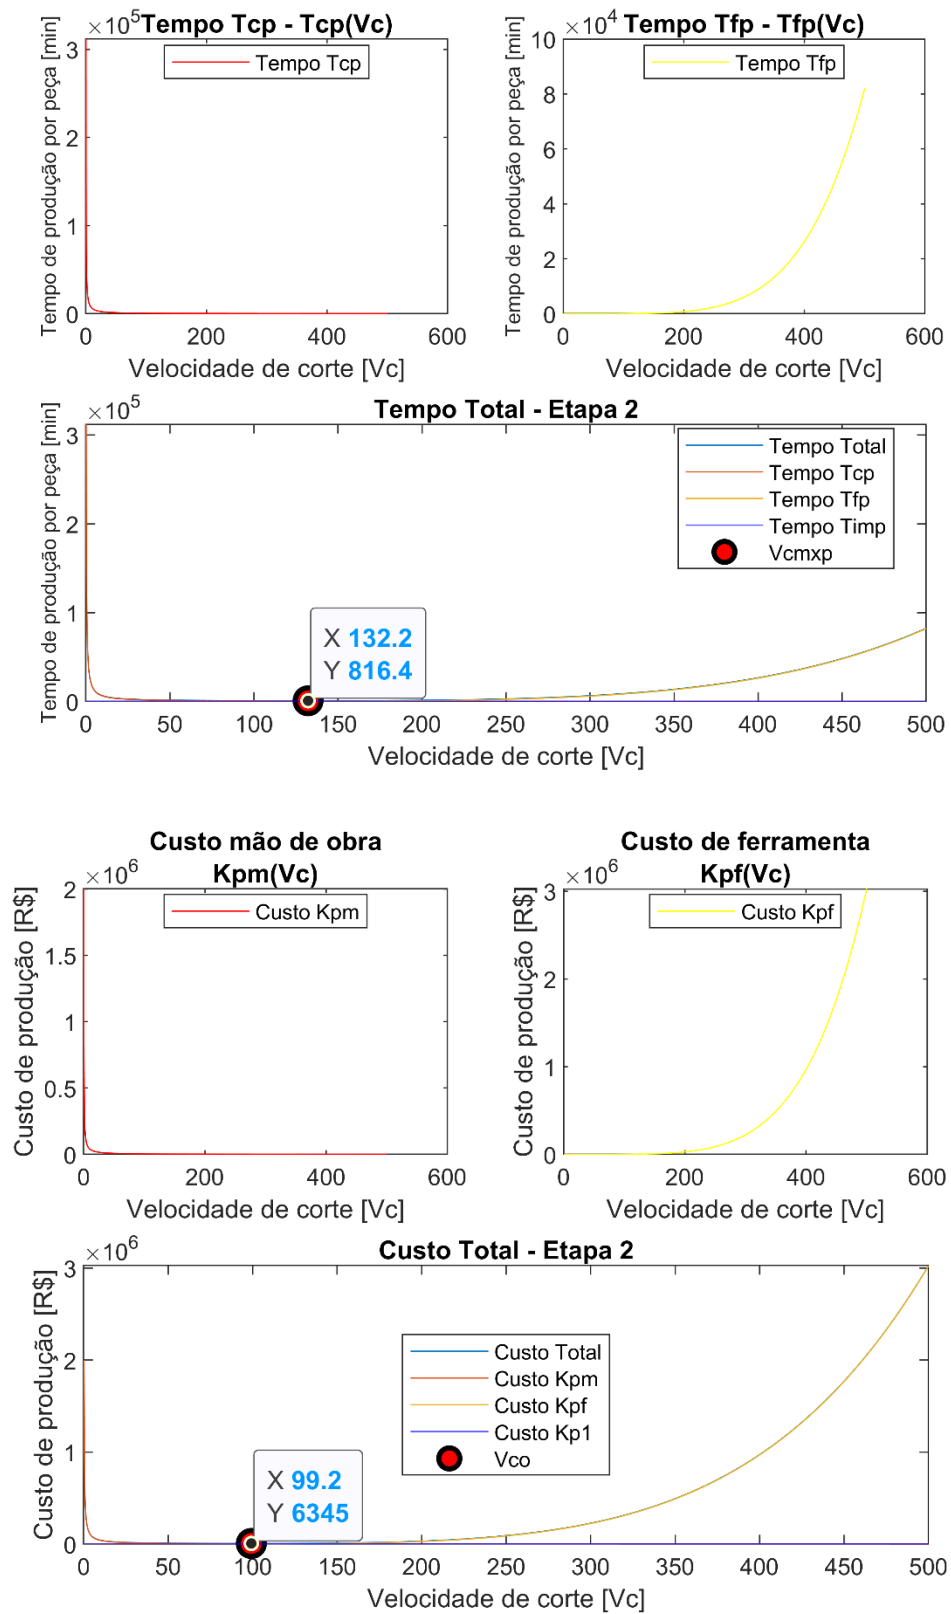 Tempo Tcp - Tcp(Vc)
×10⁵
Tempo Tcp
Tempo de produção por peça [min]
3
2
1
0
0 200 400 600
Velocidade de corte [Vc]
Tempo Tfp - Tfp(Vc)
×10⁴
Tempo Tfp
Tempo de produção por peça [min]
10
8
6
4
2
0
0 200 400 600
Velocidade de corte [Vc]
Tempo Total - Etapa 2
×10⁵
Tempo de produção por peça [min]
3
2
1
0
Tempo Total
Tempo Tcp
Tempo Tfp
Tempo Timp
Vcmxp
X 132.2
Y 816.4
0 50 100 150 200 250 300 350 400 450 500
Velocidade de corte [Vc]
Custo mão de obra
Kpm(Vc)
×10⁶
Custo Kpm
Custo de produção [R$]
2
1.5
1
0.5
0
0 200 400 600
Velocidade de corte [Vc]
Custo de ferramenta
Kpf(Vc)
×10⁶
Custo Kpf
Custo de produção [R$]
3
2
1
0
0 200 400 600
Velocidade de corte [Vc]
Custo Total - Etapa 2
×10⁶
Custo de produção [R$]
3
2
1
0
Custo Total
Custo Kpm
Custo Kpf
Custo Kp1
Vco
X 99.2
Y 6345
0 50 100 150 200 250 300 350 400 450 500
Velocidade de corte [Vc]